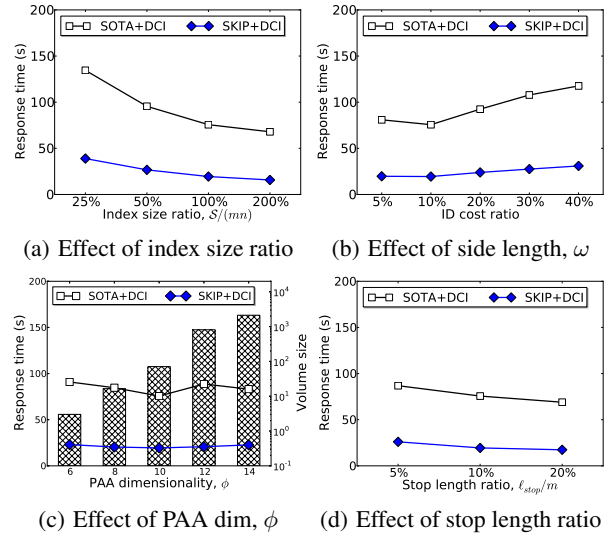 200
SOTA+DCI
SKIP+DCI
150
100
50
0
Response time (s)
25%
50%
100%
200%
Index size ratio, S/(mn)
(a) Effect of index size ratio
200
SOTA+DCI
SKIP+DCI
150
100
50
0
Response time (s)
5%
10%
20%
30%
40%
ID cost ratio
(b) Effect of side length, ω
200
SOTA+DCI
SKIP+DCI
150
100
50
0
Response time (s)
10^4
10^3
10^2
10^1
10^0
10^-1
Volume size
6
8
10
12
14
PAA dimensionality, ϕ
(c) Effect of PAA dim, ϕ
200
SOTA+DCI
SKIP+DCI
150
100
50
0
Response time (s)
5%
10%
20%
Stop length ratio, ℓ_stop/m
(d) Effect of stop length ratio